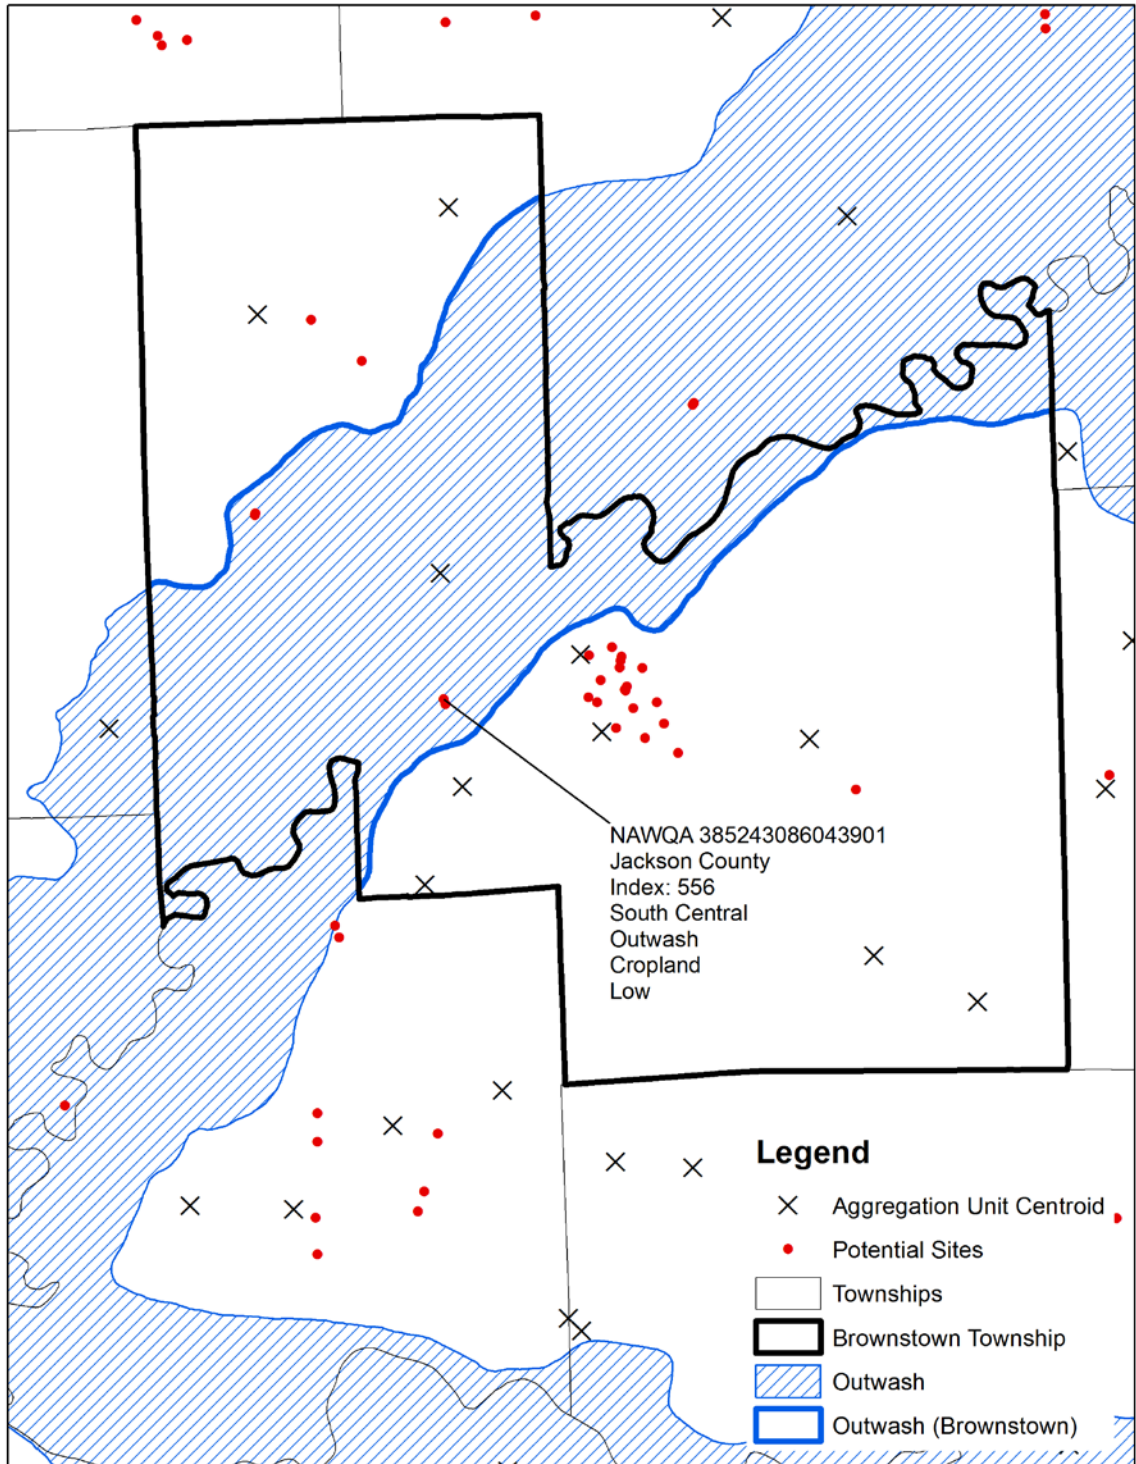 NAWQA 385243086043901
Jackson County
Index: 556
South Central
Outwash
Cropland
Low
Legend
Aggregation Unit Centroid
Potential Sites
Townships
Brownstown Township
Outwash
Outwash (Brownstown)